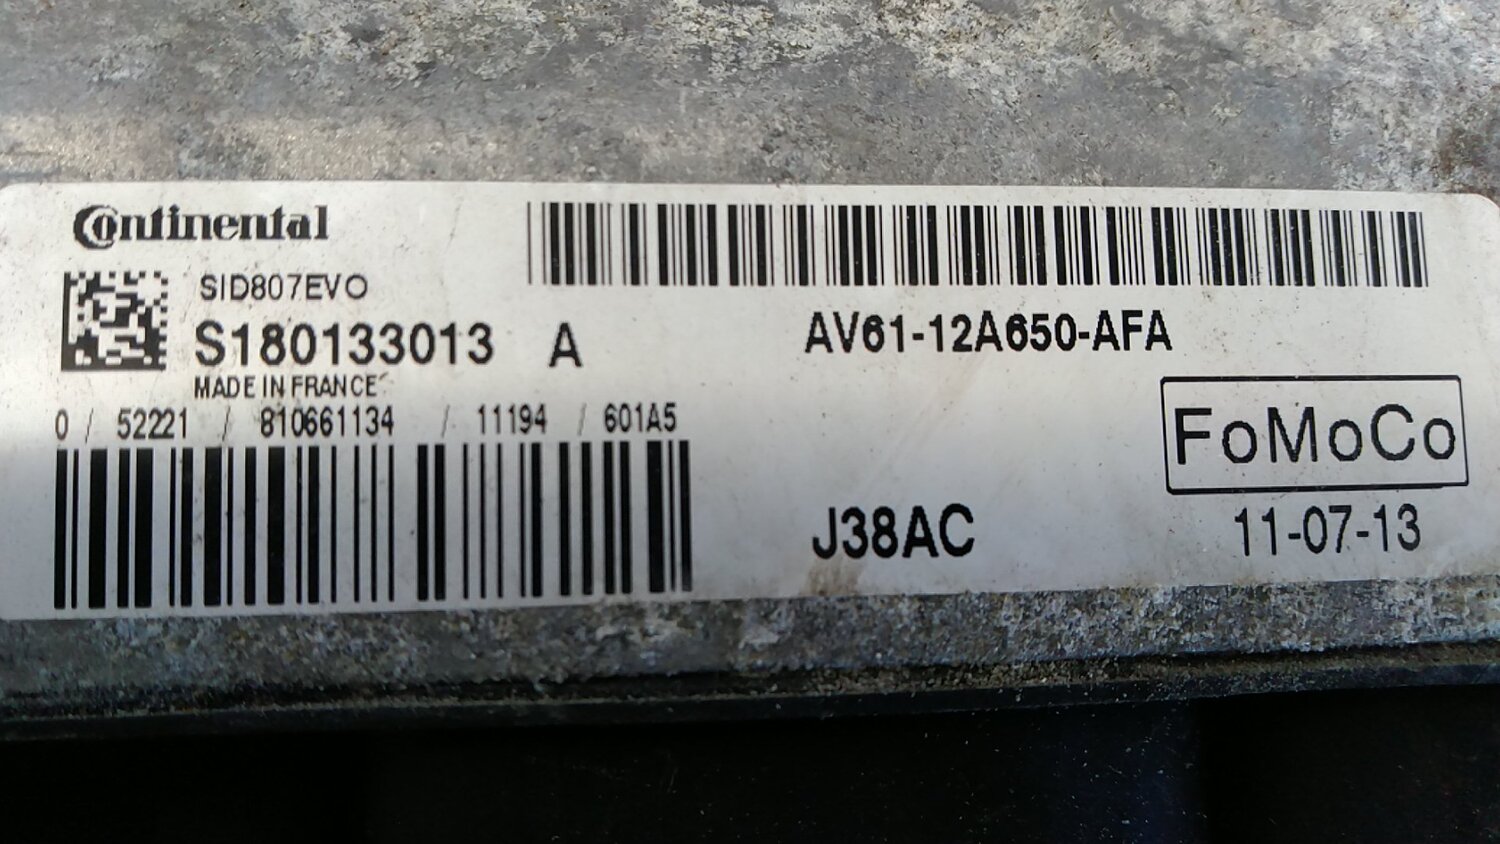 Continental
SID807EVO
S180133013 A
MADE IN FRANCE
0 / 52221 / 810661134 / 11194 / 601A5
AV61-12A650-AFA
FoMoCo
J38AC
11-07-13